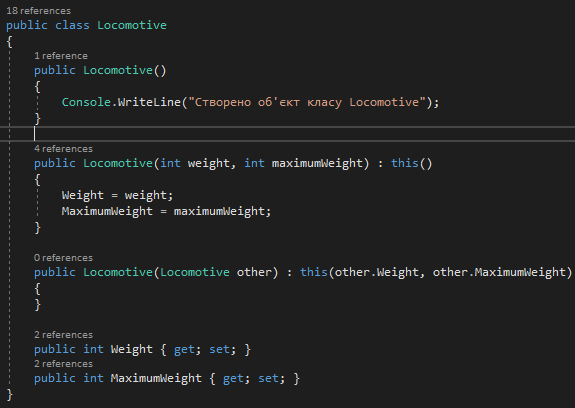 18 references
public class Locomotive
{
1 reference
public Locomotive()
{
Console.WriteLine("Створено об'єкт класу Locomotive");
}
4 references
public Locomotive(int weight, int maximumWeight) : this()
{
Weight = weight;
MaximumWeight = maximumWeight;
}
0 references
public Locomotive(Locomotive other) : this(other.Weight, other.MaximumWeight)
{
}
2 references
public int Weight { get; set; }
2 references
public int MaximumWeight { get; set; }
}